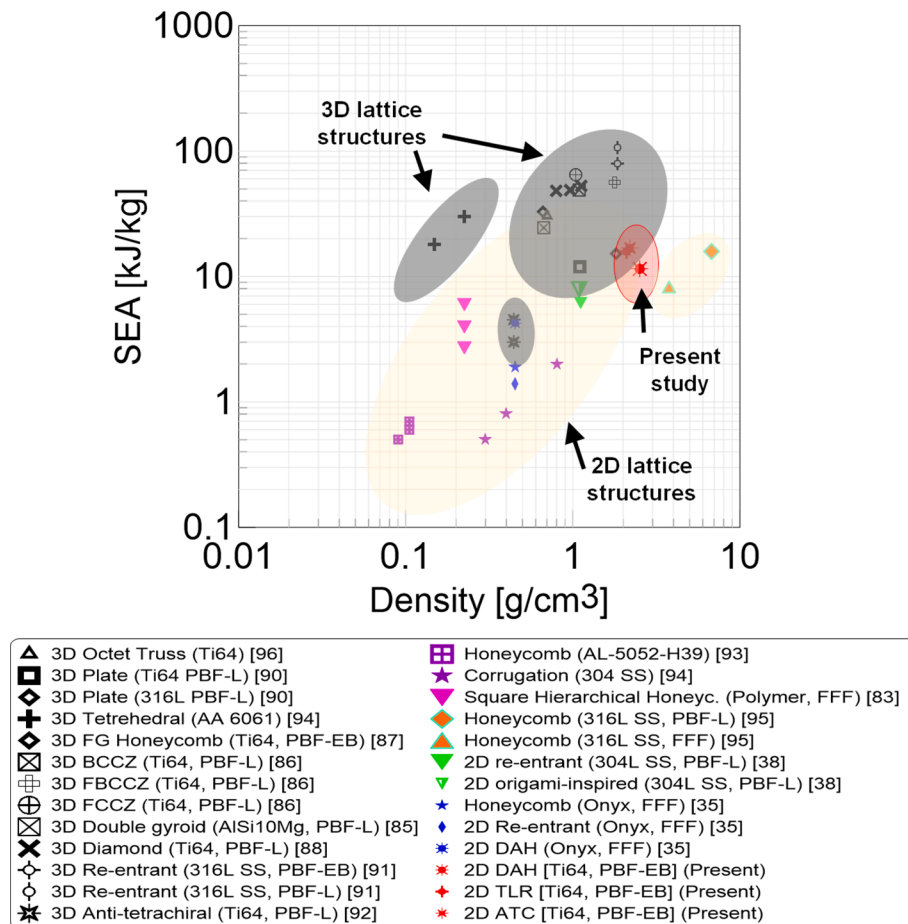 1000
100
10
1
0.1
SEA [kJ/kg]
3D lattice
structures
Present
study
2D lattice
structures
0.01
0.1
1
10
Density [g/cm3]
3D Octet Truss (Ti64) [96]
3D Plate (Ti64 PBF-L) [90]
3D Plate (316L PBF-L) [90]
3D Tetrehedral (AA 6061) [94]
3D FG Honeycomb (Ti64, PBF-EB) [87]
3D BCCZ (Ti64, PBF-L) [86]
3D FBCCZ (Ti64, PBF-L) [86]
3D FCCZ (Ti64, PBF-L) [86]
3D Double gyroid (AlSi10Mg, PBF-L) [85]
3D Diamond (Ti64, PBF-L) [88]
3D Re-entrant (316L SS, PBF-EB) [91]
3D Re-entrant (316L SS, PBF-L) [91]
3D Anti-tetrachiral (Ti64, PBF-L) [92]
Honeycomb (AL-5052-H39) [93]
Corrugation (304 SS) [94]
Square Hierarchical Honeyc. (Polymer, FFF) [83]
Honeycomb (316L SS, PBF-L) [95]
Honeycomb (316L SS, FFF) [95]
2D re-entrant (304L SS, PBF-L) [38]
2D origami-inspired (304L SS, PBF-L) [38]
Honeycomb (Onyx, FFF) [35]
2D Re-entrant (Onyx, FFF) [35]
2D DAH (Onyx, FFF) [35]
2D DAH [Ti64, PBF-EB] (Present)
2D TLR [Ti64, PBF-EB] (Present)
2D ATC [Ti64, PBF-EB] (Present)